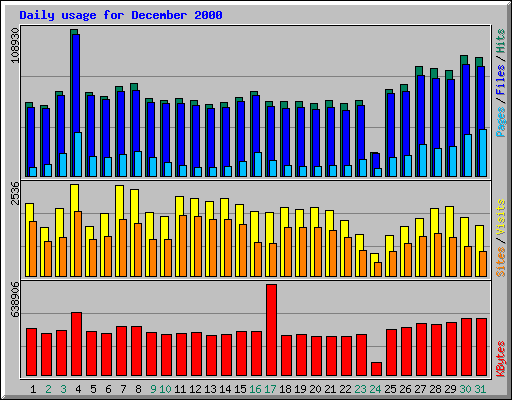 Daily usage for December 2000
108930
Pages / Files / Hits
2536
Sites / Visits
638906
KBytes
1 2 3 4 5 6 7 8 9 10 11 12 13 14 15 16 17 18 19 20 21 22 23 24 25 26 27 28 29 30 31